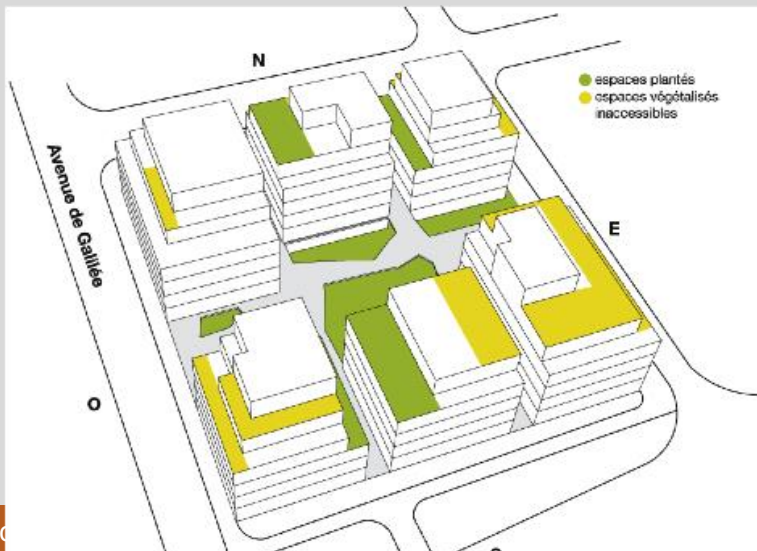 N
espaces plantés
espaces végétalisés
inaccessibles
Avenue de Galilée
E
O